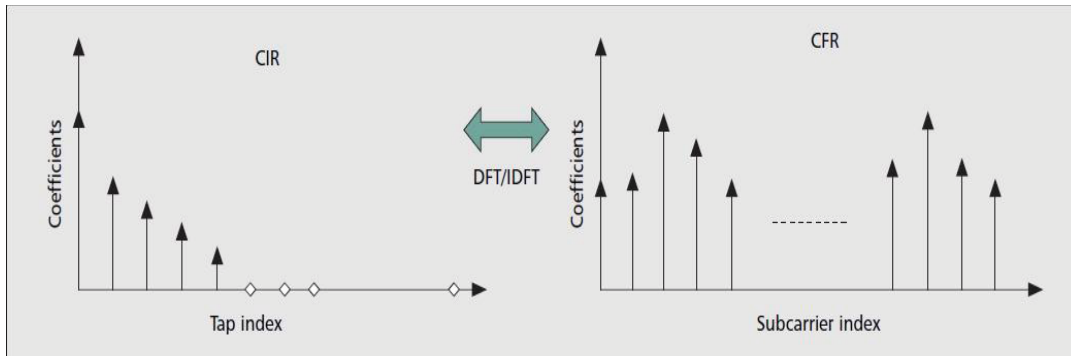 CIR
Coefficients
Tap index
DFT/IDFT
CFR
Coefficients
Subcarrier index